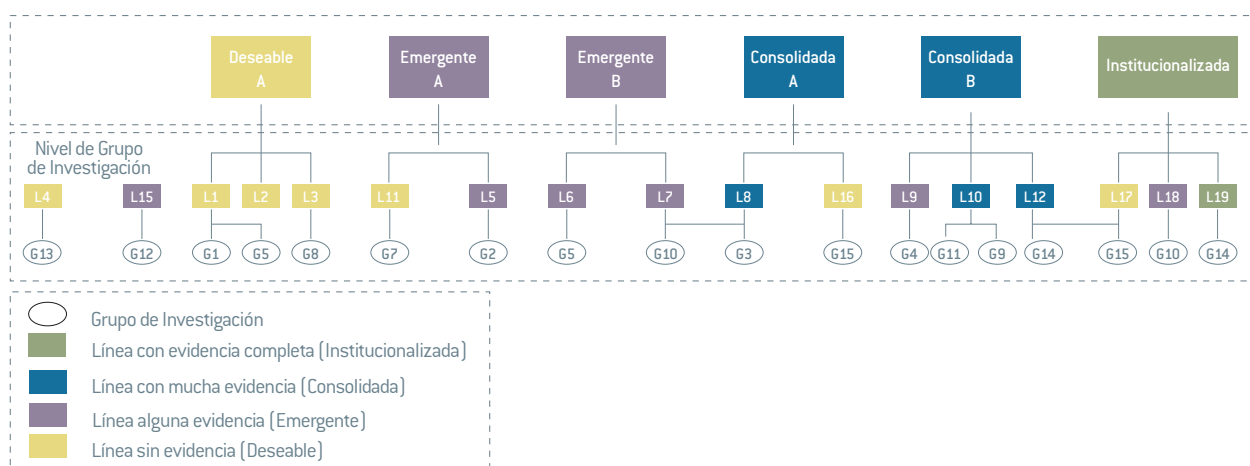 Deseable
A
Emergente
A
Emergente
B
Consolidada
A
Consolidada
B
Institucionalizada
Nivel de Grupo
de Investigación
L4
L15
L1
L2
L3
L11
L5
L6
L7
L8
L16
L9
L10
L12
L17
L18
L19
G13
G12
G1
G5
G8
G7
G2
G5
G10
G3
G15
G4
G11
G9
G14
G15
G10
G14
Grupo de Investigación
Línea con evidencia completa (Institucionalizada)
Línea con mucha evidencia (Consolidada)
Línea alguna evidencia (Emergente)
Línea sin evidencia (Deseable)